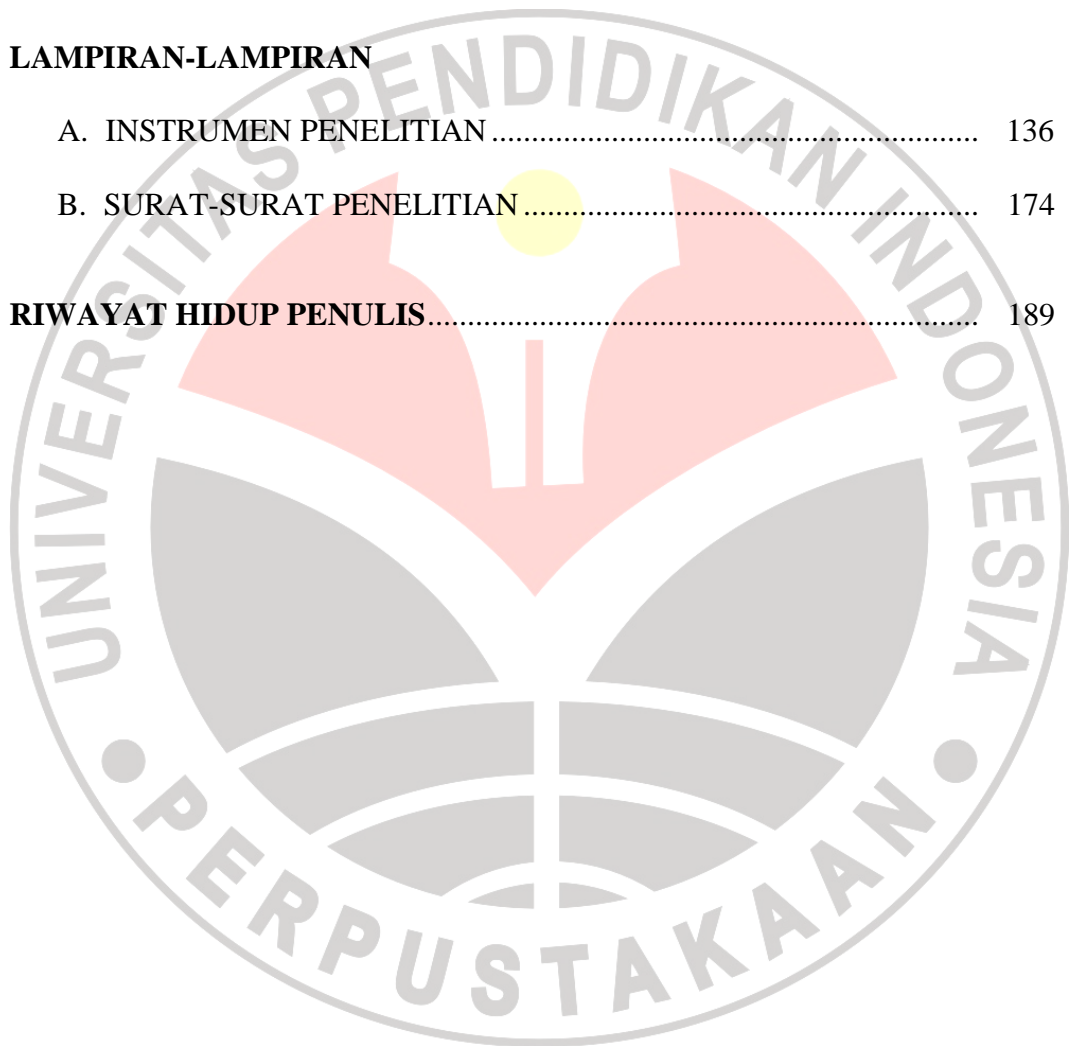 LAMPIRAN-LAMPIRAN
A. INSTRUMEN PENELITIAN ........................................................ 136
B. SURAT-SURAT PENELITIAN .................................................... 174
RIWAYAT HIDUP PENULIS ............................................................... 189
UNIVERSITAS PENDIDIKAN INDONESIA
PERPUSTAKAAN